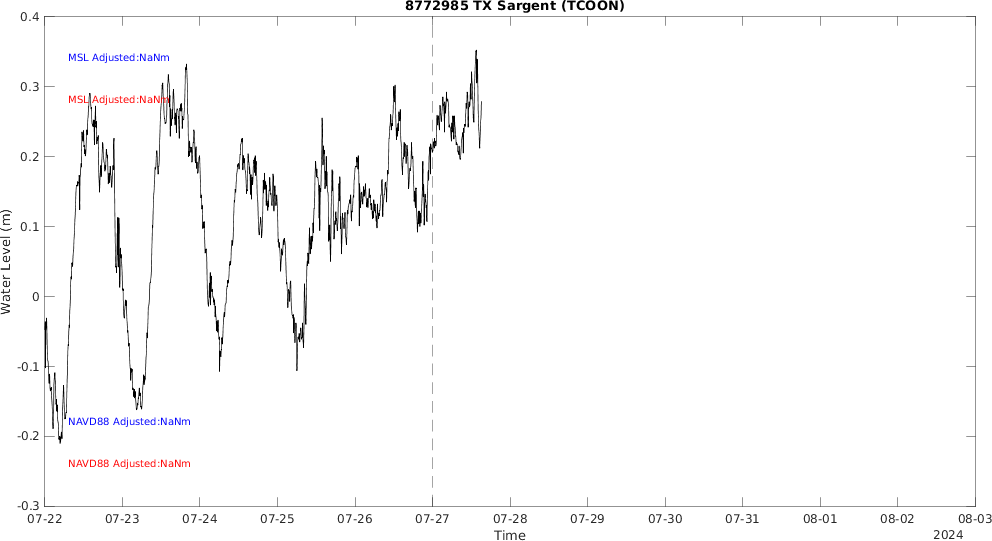 8772985 TX Sargent (TCOON)
0.4
MSL Adjusted:NaNm
0.3
MSL Adjusted:NaNm
0.2
0.1
Water Level (m)
0
-0.1
NAVD88 Adjusted:NaNm
-0.2
NAVD88 Adjusted:NaNm
-0.3
07-22 07-23 07-24 07-25 07-26 07-27 07-28 07-29 07-30 07-31 08-01 08-02 08-03
Time
2024